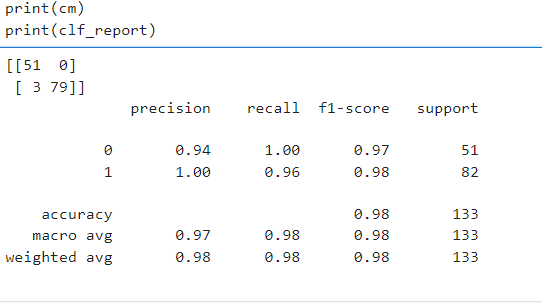 print(cm)
print(clf_report)
[[51  0]
 [ 3 79]]
              precision    recall  f1-score   support

           0       0.94      1.00      0.97        51
           1       1.00      0.96      0.98        82

    accuracy                           0.98       133
   macro avg       0.97      0.98      0.98       133
weighted avg       0.98      0.98      0.98       133